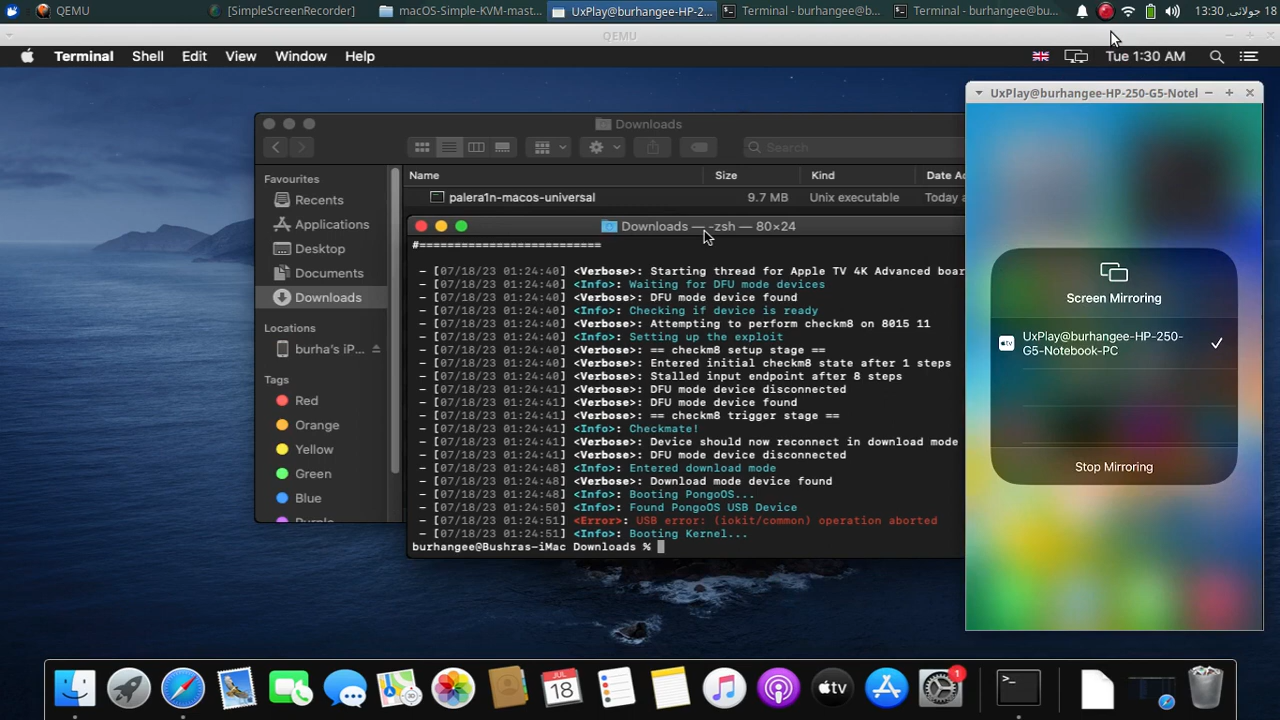 QEMU
[SimpleScreenRecorder]
macOS-Simple-KVM-mast...
UxPlay@burhangee-HP-2...
Terminal - burhangee@b...
Terminal - burhangee@bu...
18 جولائی, 13:30
QEMU
Terminal Shell Edit View Window Help
Tue 1:30 AM
UxPlay@burhangee-HP-250-G5-Notel
Downloads
Search
Favourites
Recents
Applications
Desktop
Documents
Downloads
Locations
burha's iP...
Tags
Red
Orange
Yellow
Green
Blue
Purple
Name Size Kind Date A
palera1n-macos-universal 9.7 MB Unix executable Today a
Downloads — -zsh — 80×24
#==========================
- [07/18/23 01:24:40] <Verbose>: Starting thread for Apple TV 4K Advanced boar
- [07/18/23 01:24:40] <Info>: Waiting for DFU mode devices
- [07/18/23 01:24:40] <Verbose>: DFU mode device found
- [07/18/23 01:24:40] <Info>: Checking if device is ready
- [07/18/23 01:24:40] <Verbose>: Attempting to perform checkm8 on 8015 11
- [07/18/23 01:24:40] <Info>: Setting up the exploit
- [07/18/23 01:24:40] <Verbose>: == checkm8 setup stage ==
- [07/18/23 01:24:40] <Verbose>: Entered initial checkm8 state after 1 steps
- [07/18/23 01:24:40] <Verbose>: Stalled input endpoint after 8 steps
- [07/18/23 01:24:41] <Verbose>: DFU mode device disconnected
- [07/18/23 01:24:41] <Verbose>: DFU mode device found
- [07/18/23 01:24:41] <Verbose>: == checkm8 trigger stage ==
- [07/18/23 01:24:41] <Info>: Checkmate!
- [07/18/23 01:24:41] <Verbose>: Device should now reconnect in download mode
- [07/18/23 01:24:41] <Verbose>: DFU mode device disconnected
- [07/18/23 01:24:48] <Info>: Entered download mode
- [07/18/23 01:24:48] <Verbose>: Download mode device found
- [07/18/23 01:24:48] <Info>: Booting PongoOS...
- [07/18/23 01:24:50] <Info>: Found PongoOS USB Device
- [07/18/23 01:24:51] <Error>: USB error: (iokit/common) operation aborted
- [07/18/23 01:24:51] <Info>: Booting Kernel...
burhangee@Bushras-iMac Downloads %
Screen Mirroring
tv
UxPlay@burhangee-HP-250-
G5-Notebook-PC
Stop Mirroring
JUL
18
tv
1
>_